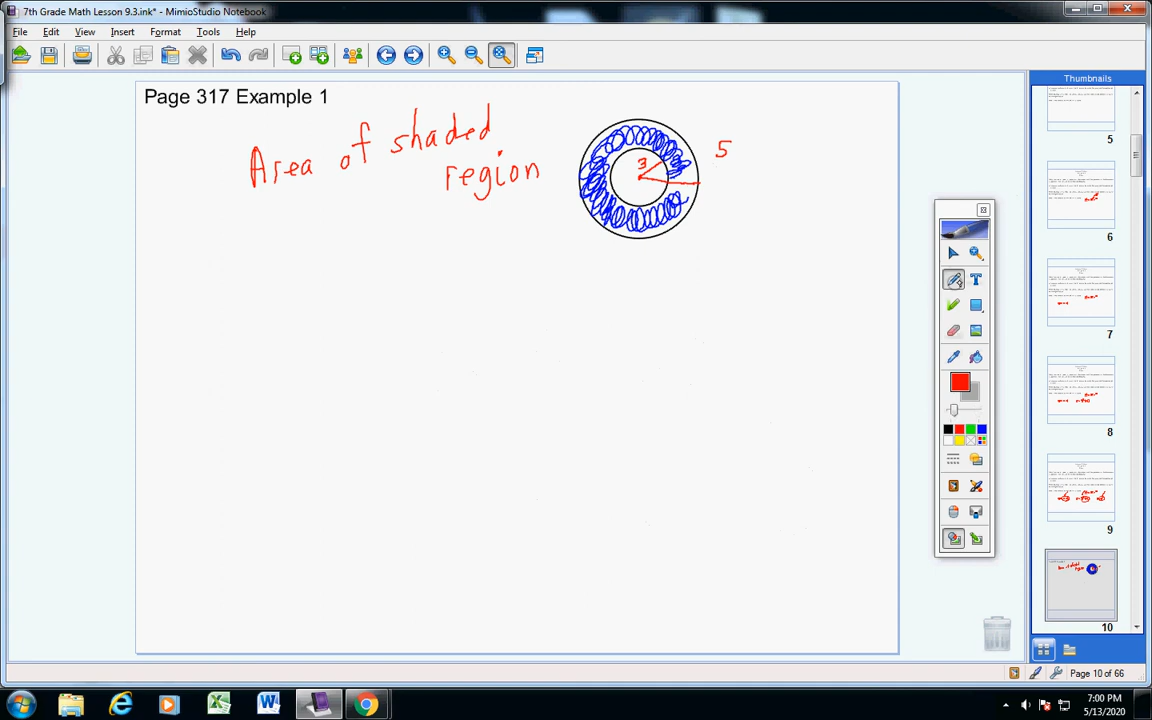 7th Grade Math Lesson 9.3.ink* - MimioStudio Notebook
File Edit View Insert Format Tools Help
Page 317 Example 1
Area of shaded
region
3
5
T
Thumbnails
5
6
7
8
9
10
Page 10 of 66
7:00 PM
5/13/2020